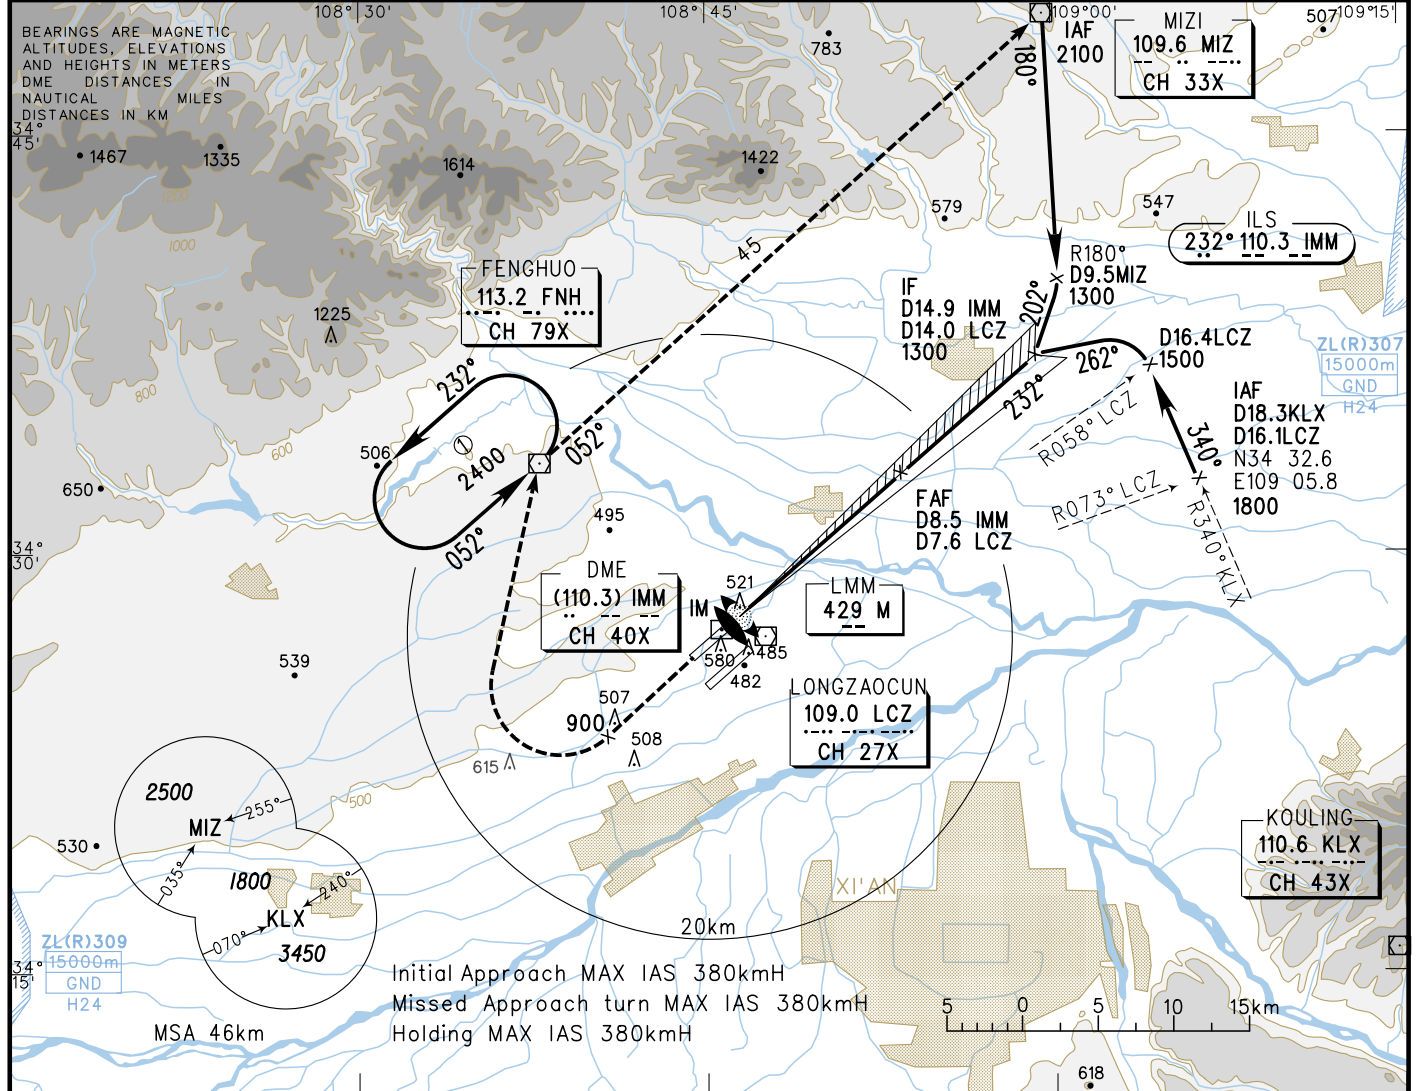 108°30'
108°45'
109°00'
109°15'
BEARINGS ARE MAGNETIC
ALTITUDES, ELEVATIONS
AND HEIGHTS IN METERS
DME DISTANCES IN
NAUTICAL MILES
DISTANCES IN KM
34°
45'
1467
1335
1614
1422
783
507
579
547
1000
IAF
2100
180°
MIZI
109.6 MIZ
CH 33X
ILS
232° 110.3 IMM
R180°
D9.5MIZ
1300
202°
IF
D14.9 IMM
D14.0 LCZ
1300
45
FENGHUO
113.2 FNH
CH 79X
1225
800
600
232°
1
2400
052°
052°
506
650
495
D16.4LCZ
1500
262°
232°
R058° LCZ
R073° LCZ
R340° KLX
340°
IAF
D18.3KLX
D16.1LCZ
N34 32.6
E109 05.8
1800
ZL(R)307
15000m
GND
H24
FAF
D8.5 IMM
D7.6 LCZ
34°
30'
DME
(110.3) IMM
CH 40X
IM
521
LMM
429 M
580
485
482
539
507
900
508
615
500
530
LONGZAOCUN
109.0 LCZ
CH 27X
2500
MIZ
255°
035°
1800
240°
KLX
070°
3450
MSA 46km
ZL(R)309
15000m
GND
H24
34°
15'
KOULING
110.6 KLX
CH 43X
XI'AN
20km
Initial Approach MAX IAS 380kmH
Missed Approach turn MAX IAS 380kmH
Holding MAX IAS 380kmH
5 0 5 10 15km
618